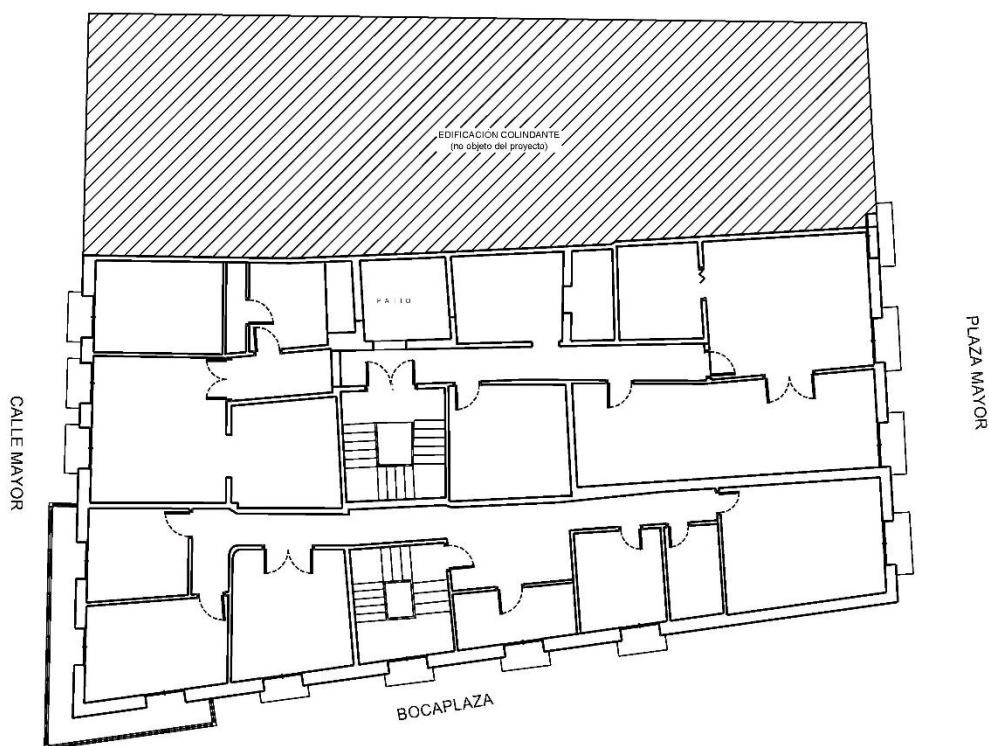 EDIFICACIÓN COLINDANTE
(no objeto del proyecto)
PATIO
CALLE MAYOR
PLAZA MAYOR
BOCAPLAZA